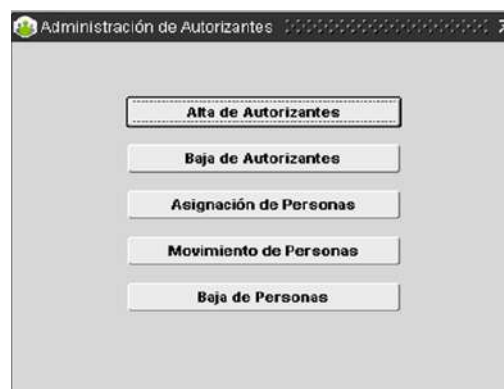 Administración de Autorizantes
Alta de Autorizantes
Baja de Autorizantes
Asignación de Personas
Movimiento de Personas
Baja de Personas